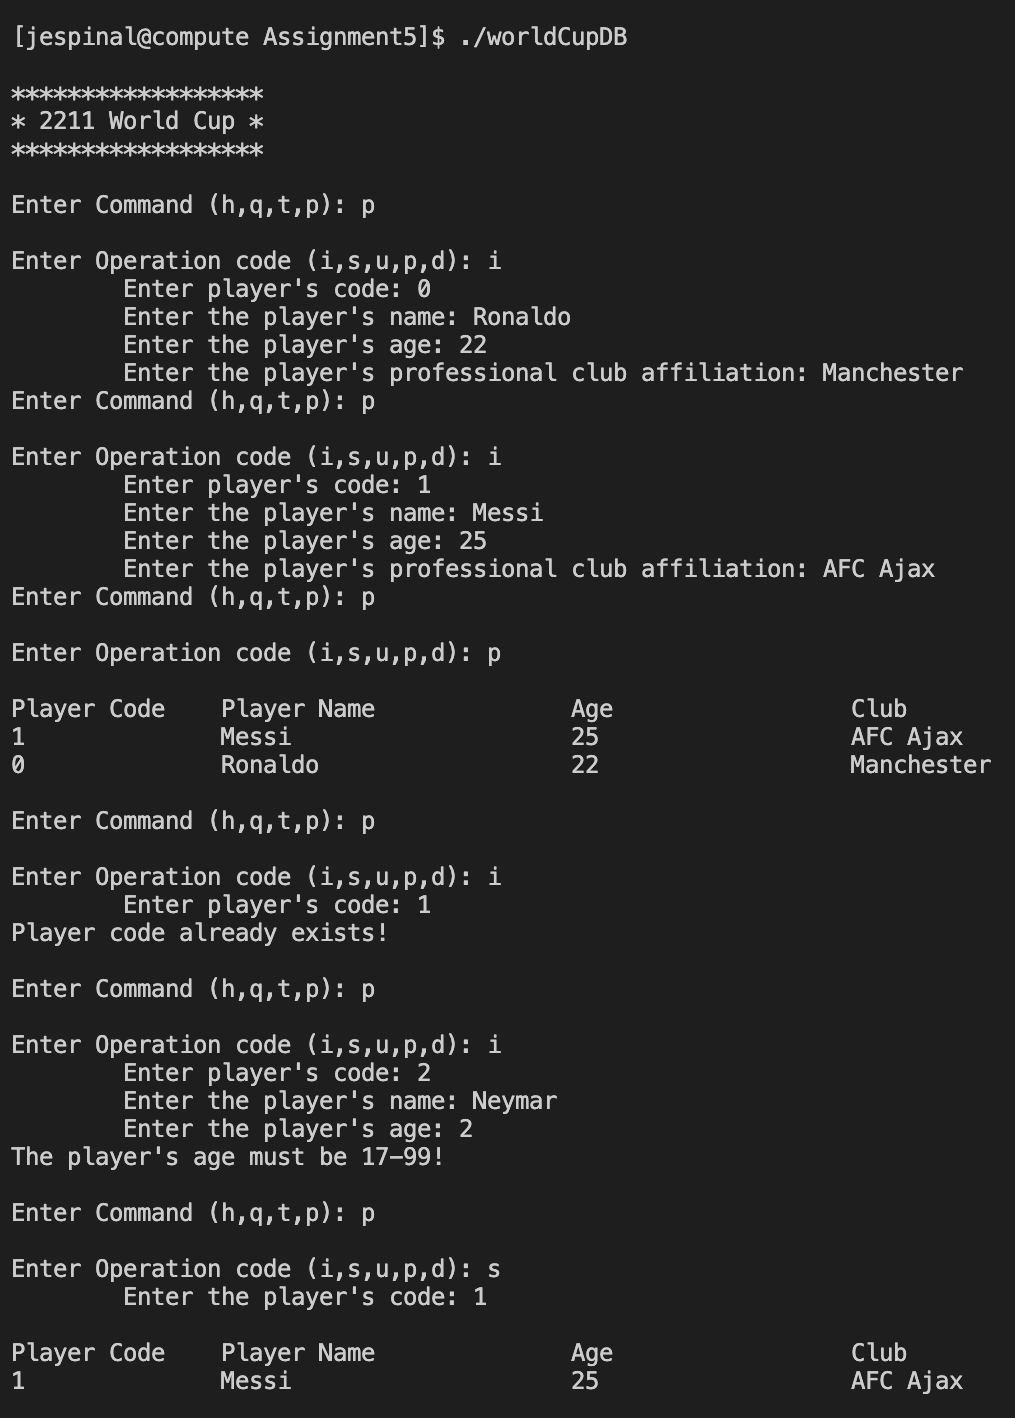 [jespinal@compute Assignment5]$ ./worldCupDB
******************
* 2211 World Cup *
******************
Enter Command (h,q,t,p): p
Enter Operation code (i,s,u,p,d): i
Enter player's code: 0
Enter the player's name: Ronaldo
Enter the player's age: 22
Enter the player's professional club affiliation: Manchester
Enter Command (h,q,t,p): p
Enter Operation code (i,s,u,p,d): i
Enter player's code: 1
Enter the player's name: Messi
Enter the player's age: 25
Enter the player's professional club affiliation: AFC Ajax
Enter Command (h,q,t,p): p
Enter Operation code (i,s,u,p,d): p
Player Code    Player Name              Age                 Club
1              Messi                    25                  AFC Ajax
0              Ronaldo                  22                  Manchester
Enter Command (h,q,t,p): p
Enter Operation code (i,s,u,p,d): i
Enter player's code: 1
Player code already exists!
Enter Command (h,q,t,p): p
Enter Operation code (i,s,u,p,d): i
Enter player's code: 2
Enter the player's name: Neymar
Enter the player's age: 2
The player's age must be 17-99!
Enter Command (h,q,t,p): p
Enter Operation code (i,s,u,p,d): s
Enter the player's code: 1
Player Code    Player Name              Age                 Club
1              Messi                    25                  AFC Ajax